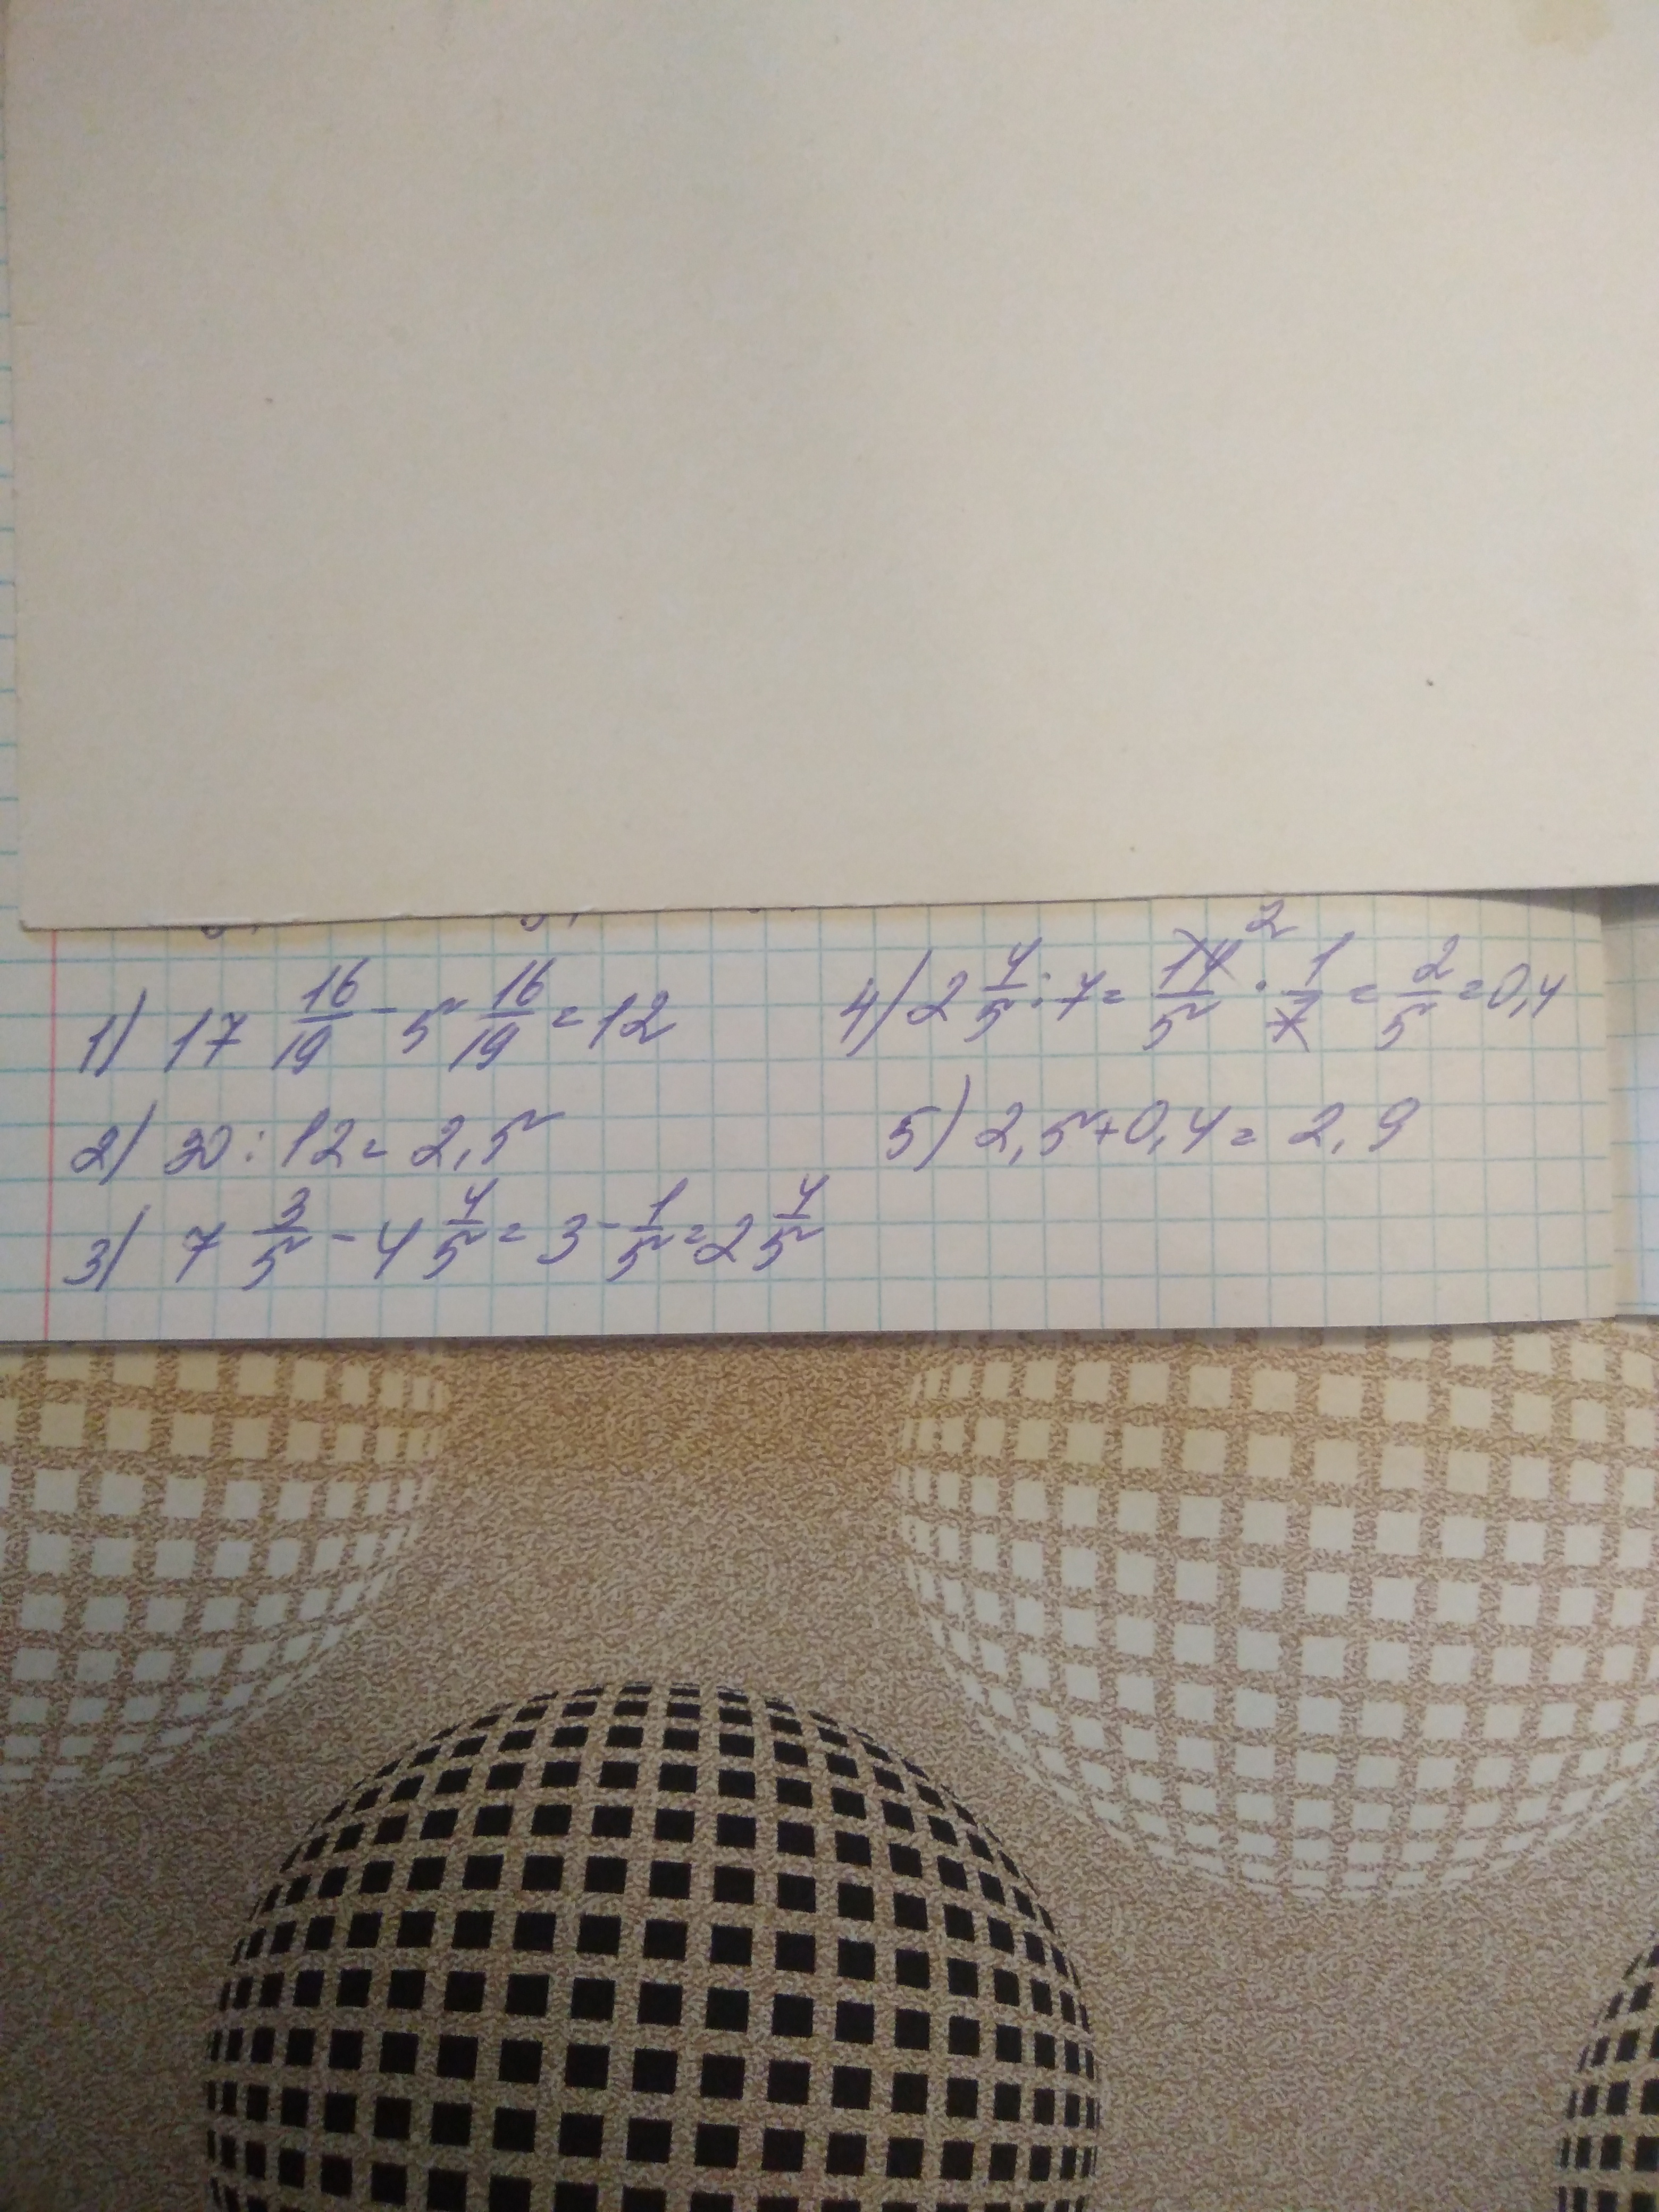 1) 17 16/19 - 5 16/19 = 12
2) 30 : 12 = 2,5
3) 7 3/5 - 4 4/5 = 3 - 1/5 = 2 4/5
4) 2 4/5 : 7 = 14/5 2 · 1/7 = 2/5 = 0,4
5) 2,5 + 0,4 = 2,9